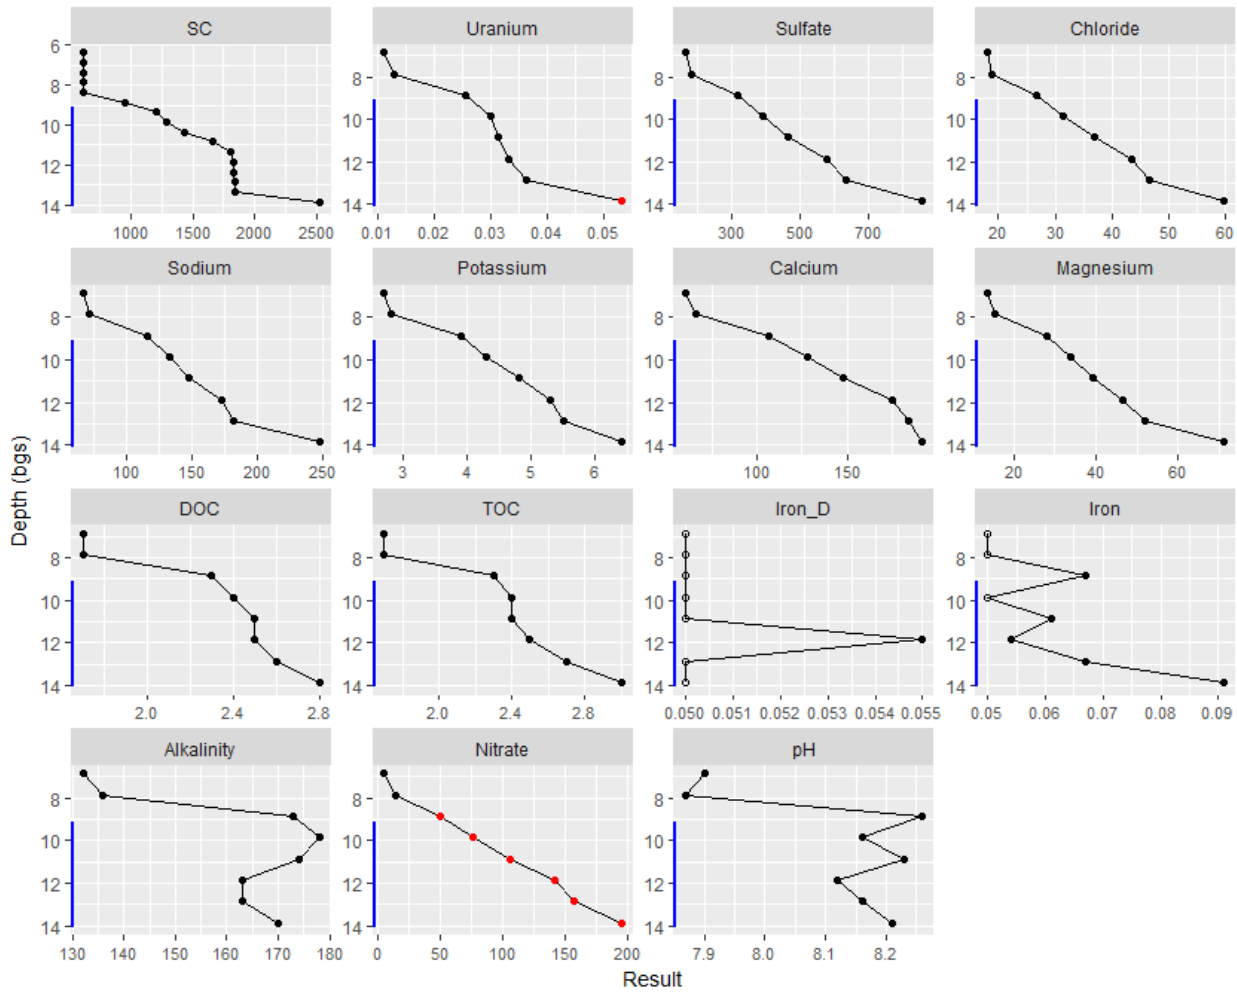 SC Uranium Sulfate Chloride
6
8 8 8 8
10 10 10 10
12 12 12 12
14 14 14 14
1000 1500 2000 2500 0.01 0.02 0.03 0.04 0.05 300 500 700 20 30 40 50 60
Sodium Potassium Calcium Magnesium
8 8 8 8
10 10 10 10
12 12 12 12
14 14 14 14
100 150 200 250 3 4 5 6 100 150 20 40 60
Depth (bgs)
DOC TOC Iron_D Iron
8 8 8 8
10 10 10 10
12 12 12 12
14 14 14 14
2.0 2.4 2.8 2.0 2.4 2.8 0.050 0.051 0.052 0.053 0.054 0.055 0.05 0.06 0.07 0.08 0.09
Alkalinity Nitrate pH
8 8 8
10 10 10
12 12 12
14 14 14
130 140 150 160 170 180 0 50 100 150 200 7.9 8.0 8.1 8.2
Result